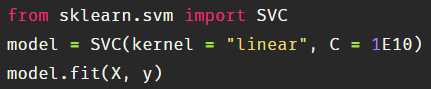 from sklearn.svm import SVC
model = SVC(kernel = "linear", C = 1E10)
model.fit(X, y)